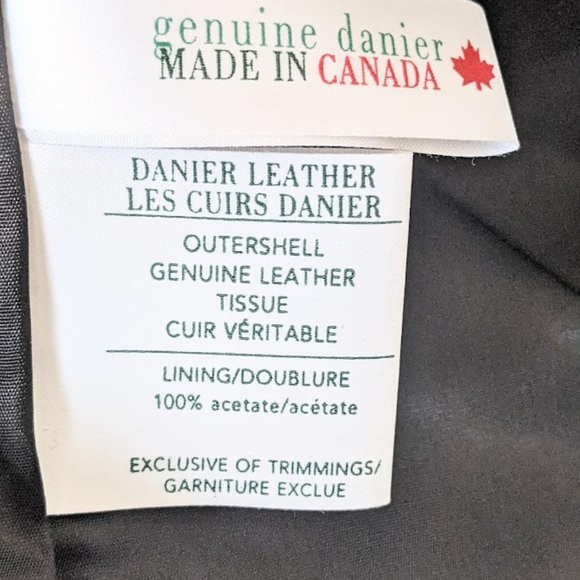 genuine danier
MADE IN CANADA
DANIER LEATHER
LES CUIRS DANIER
OUTERSHELL
GENUINE LEATHER
TISSUE
CUIR VÉRITABLE
LINING/DOUBLURE
100% acetate/acétate
EXCLUSIVE OF TRIMMINGS/
GARNITURE EXCLUE